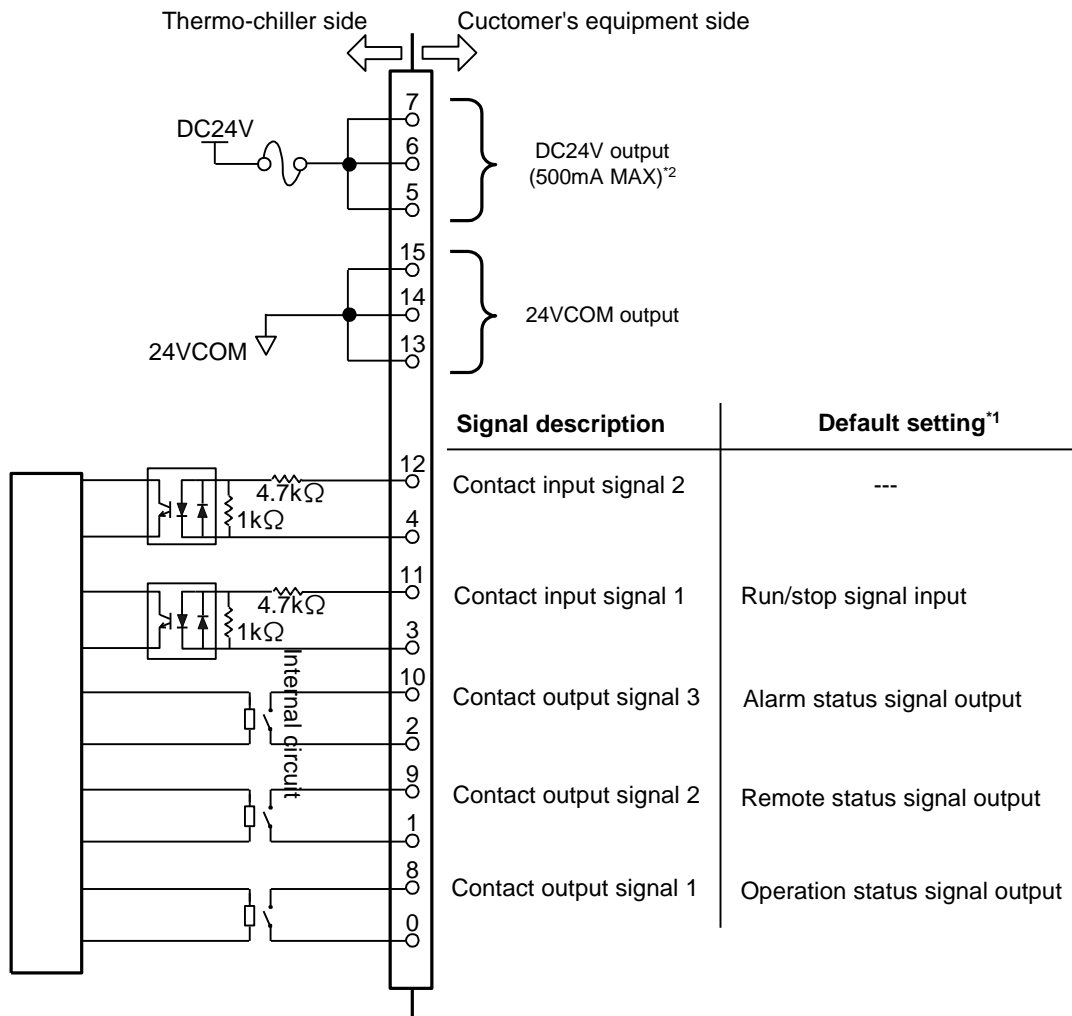 Thermo-chiller side
Cuctomer's equipment side
7
DC24V
6
5
DC24V output
(500mA MAX)*2
15
14
24VCOM
13
24VCOM output
Signal description
Default setting*1
12
4.7kΩ
1kΩ
4
Contact input signal 2
---
11
4.7kΩ
1kΩ
3
Contact input signal 1
Run/stop signal input
Internal circuit
10
2
Contact output signal 3
Alarm status signal output
9
1
Contact output signal 2
Remote status signal output
8
0
Contact output signal 1
Operation status signal output